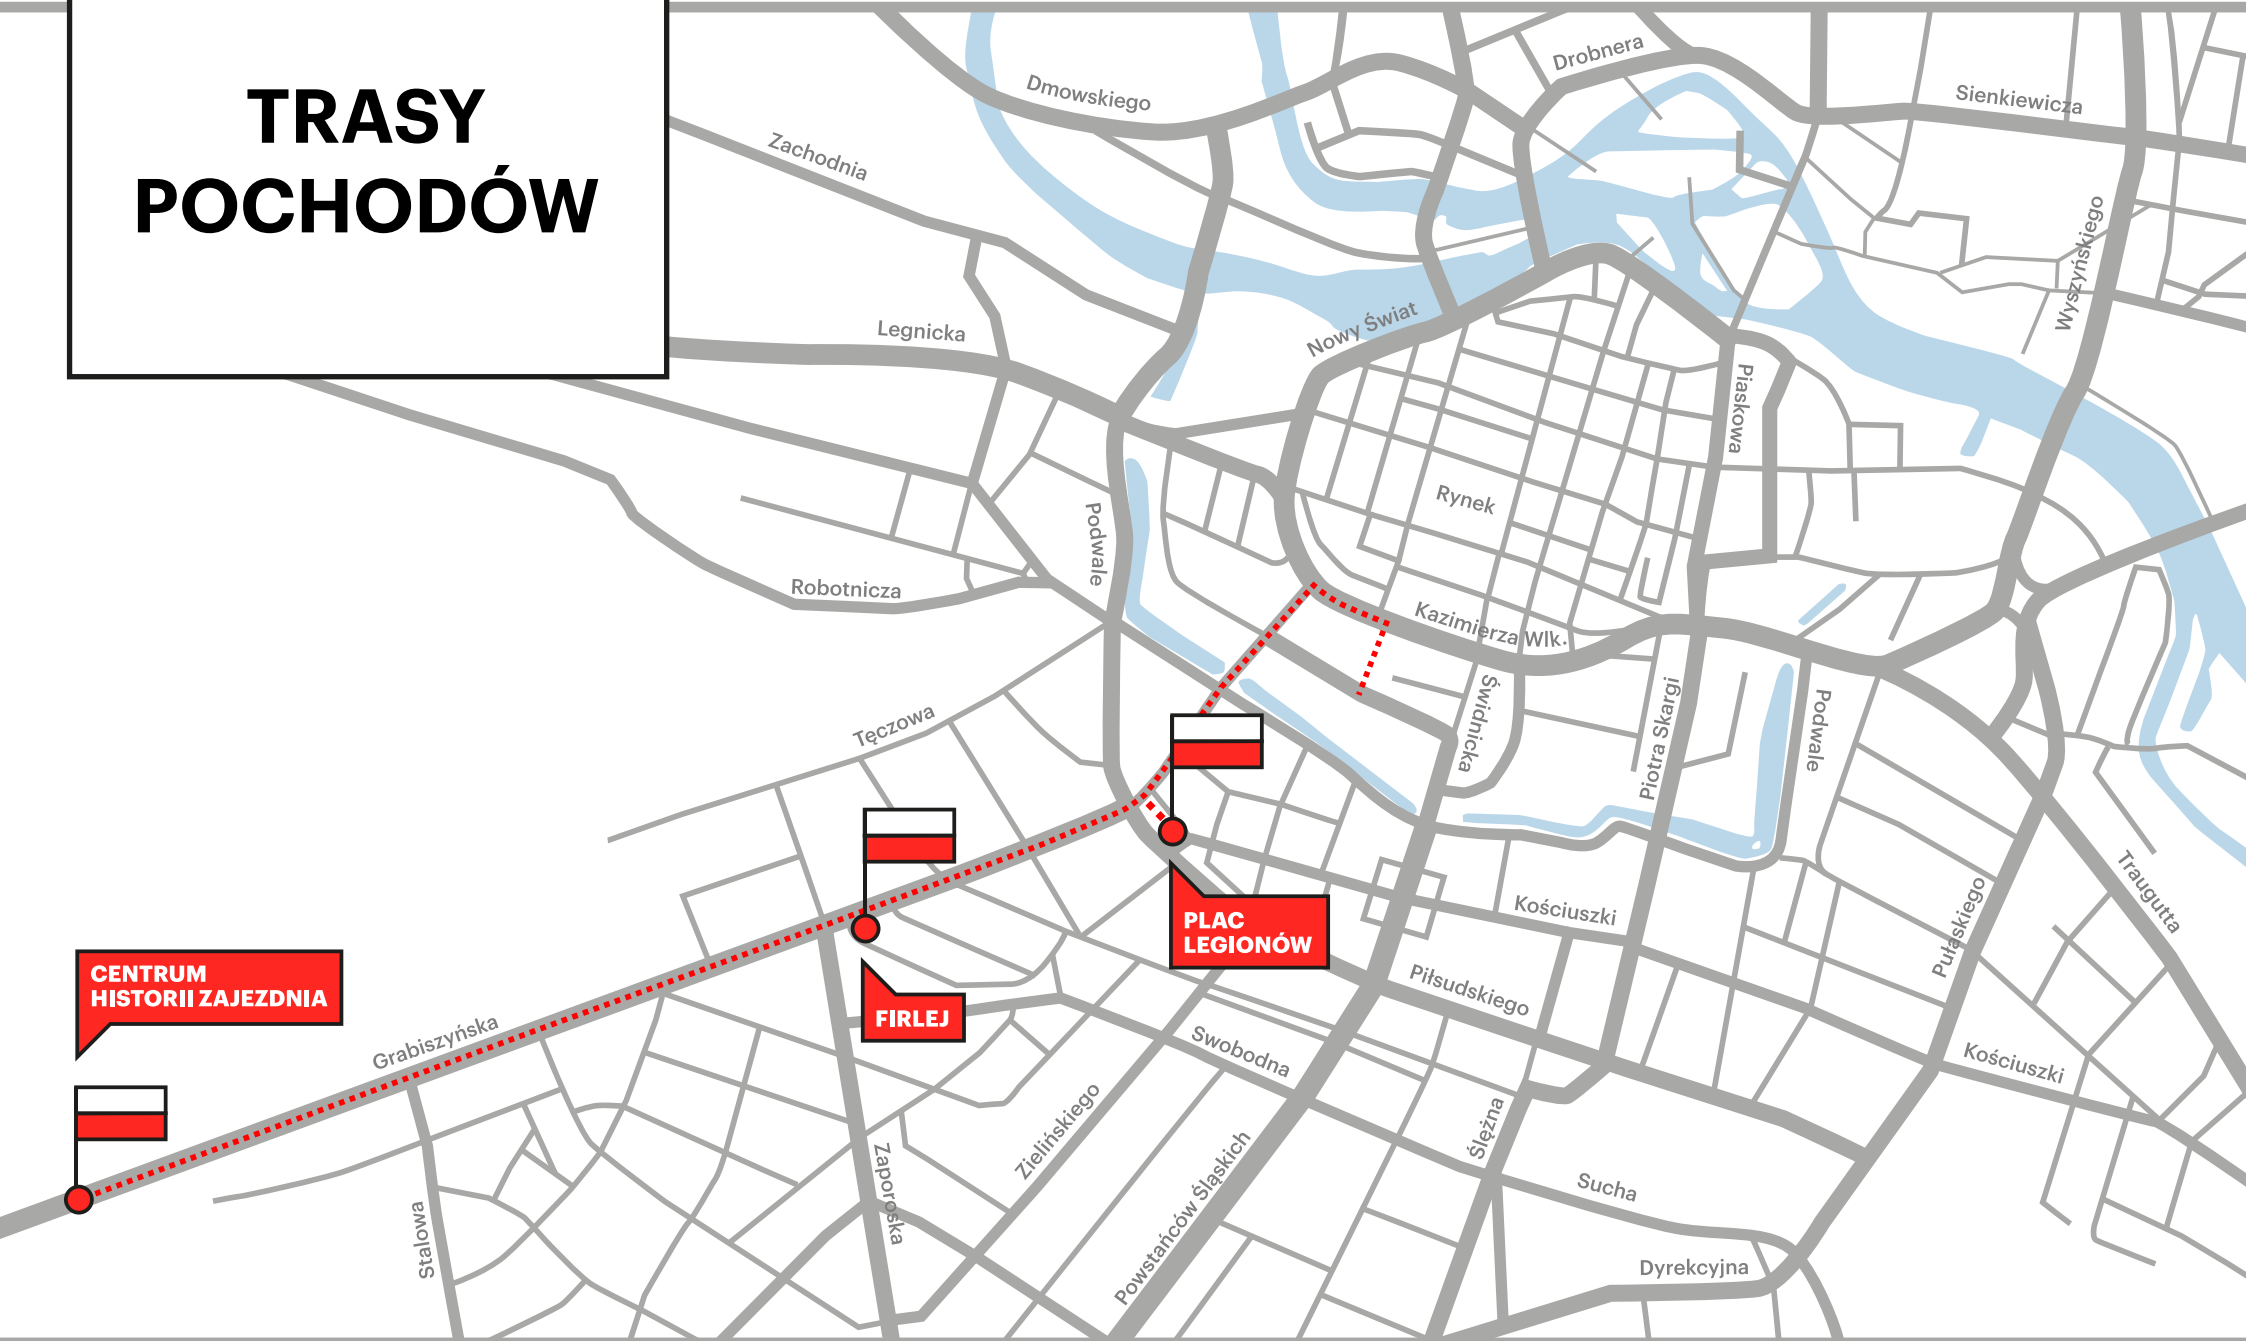 TRASY
POCHODÓW
Dmowskiego
Drobnera
Sienkiewicza
Zachodnia
Wyszyńskiego
Legnicka
Nowy Świat
Piaskowa
Rynek
Podwale
Robotnicza
Kazimierza Wlk.
Świdnicka
Piotra Skargi
Podwale
Tęczowa
Traugutta
Pułaskiego
Kościuszki
PLAC
LEGIONÓW
Piłsudskiego
CENTRUM
HISTORII ZAJEZDNIA
FIRLEJ
Grabiszyńska
Swobodna
Kościuszki
Zielińskiego
Ślężna
Zaporoska
Powstańców Śląskich
Sucha
Stalowa
Dyrekcyjna